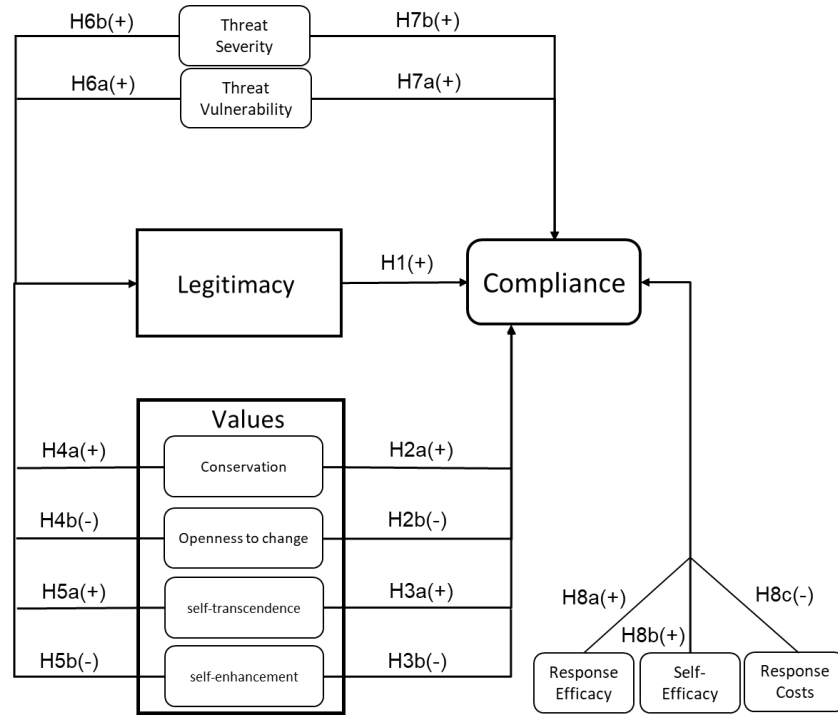 H6b(+)
Threat
Severity
H7b(+)
H6a(+)
Threat
Vulnerability
H7a(+)
Legitimacy
H1(+)
Compliance
Values
H4a(+)
Conservation
H2a(+)
H4b(-)
Openness to change
H2b(-)
H5a(+)
self-transcendence
H3a(+)
H5b(-)
self-enhancement
H3b(-)
H8a(+)
H8b(+)
H8c(-)
Response
Efficacy
Self-
Efficacy
Response
Costs